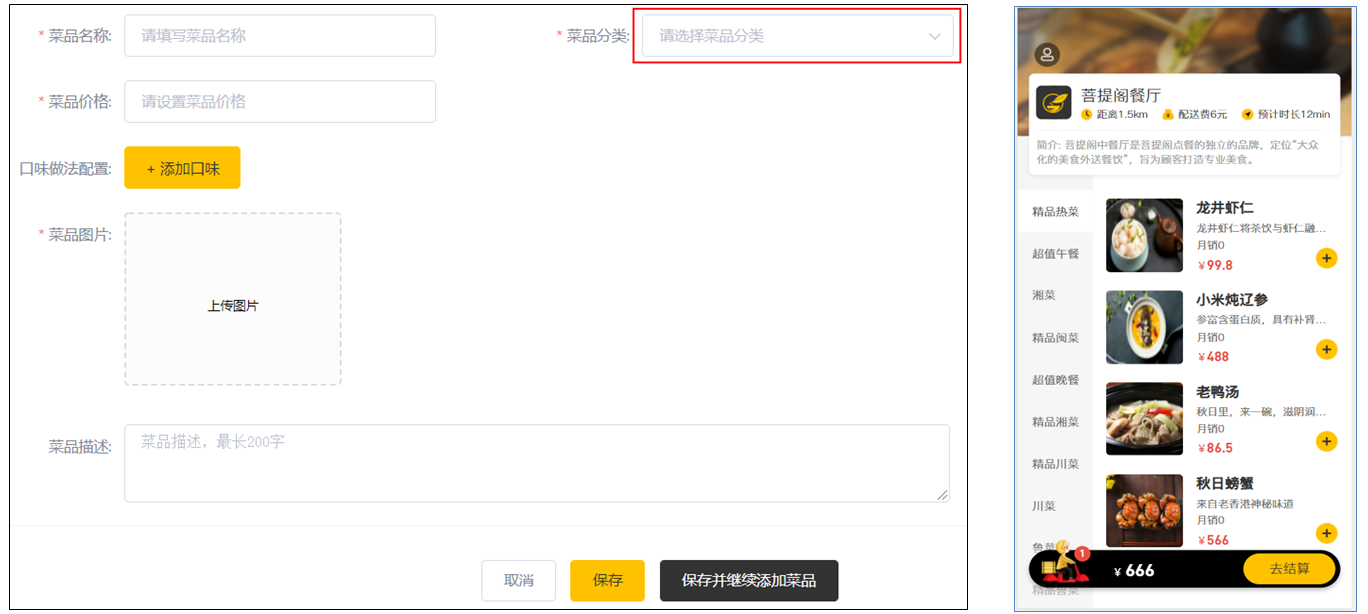 * 菜品名称: 请填写菜品名称
* 菜品分类: 请选择菜品分类
* 菜品价格: 请设置菜品价格
口味做法配置: + 添加口味
* 菜品图片:
上传图片
菜品描述: 菜品描述，最长200字
取消 保存 保存并继续添加菜品
菩提阁餐厅
距离1.5km 配送费6元 预计时长12min
简介: 菩提阁中餐厅是菩提阁点餐的独立的品牌，定位“大众
化的美食外送餐饮”，旨为顾客打造专业美食。
精品热菜
超值午餐
湘菜
精品闽菜
超值晚餐
精品湘菜
精品川菜
川菜
鲁菜
龙井虾仁
龙井虾仁将茶饮与虾仁融...
月销0
￥99.8
小米炖辽参
参富含蛋白质，具有补肾...
月销0
￥488
老鸭汤
秋日里，来一碗，滋阴润...
月销0
￥86.5
秋日螃蟹
来自老香港神秘味道
月销0
￥566
1
￥666
去结算